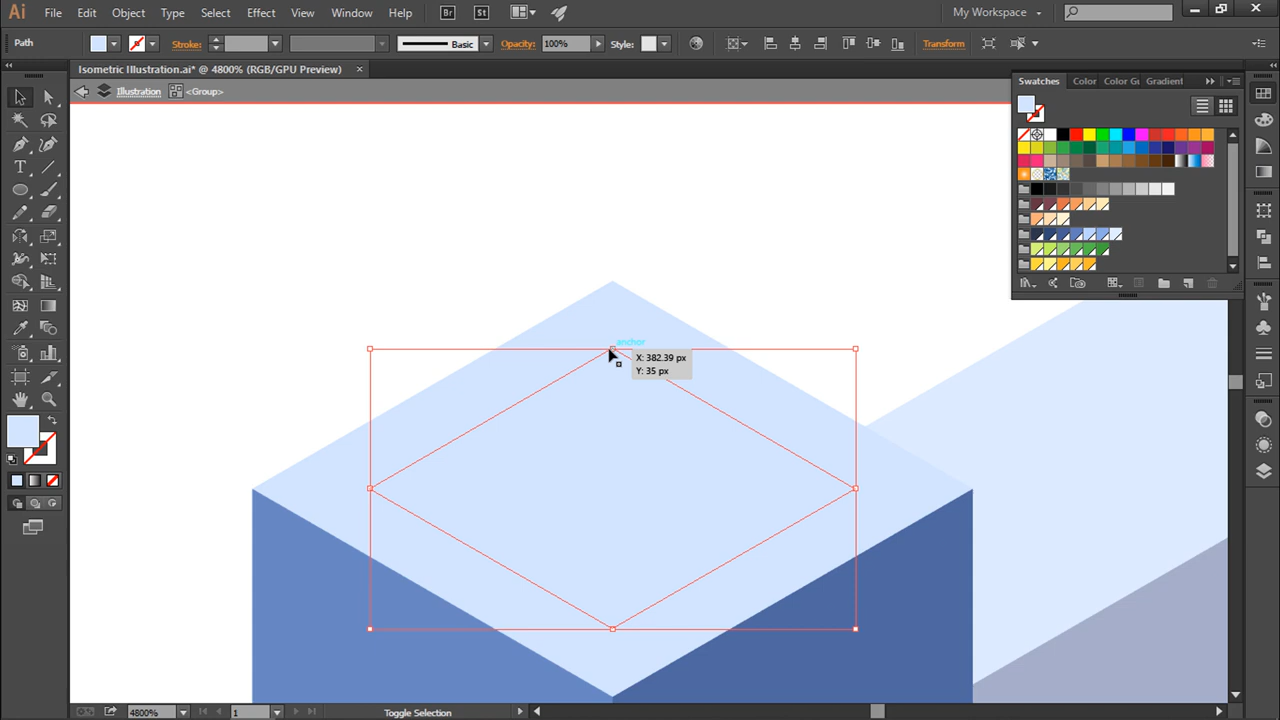 Ai File Edit Object Type Select Effect View Window Help Br St My Workspace
Path Stroke: Basic Opacity: 100% Style: Transform
Isometric Illustration.ai* @ 4800% (RGB/GPU Preview) ×
Illustration <Group>
Swatches Color Color Gu Gradient
anchor
X: 382.39 px
Y: 35 px
4800% 1 Toggle Selection